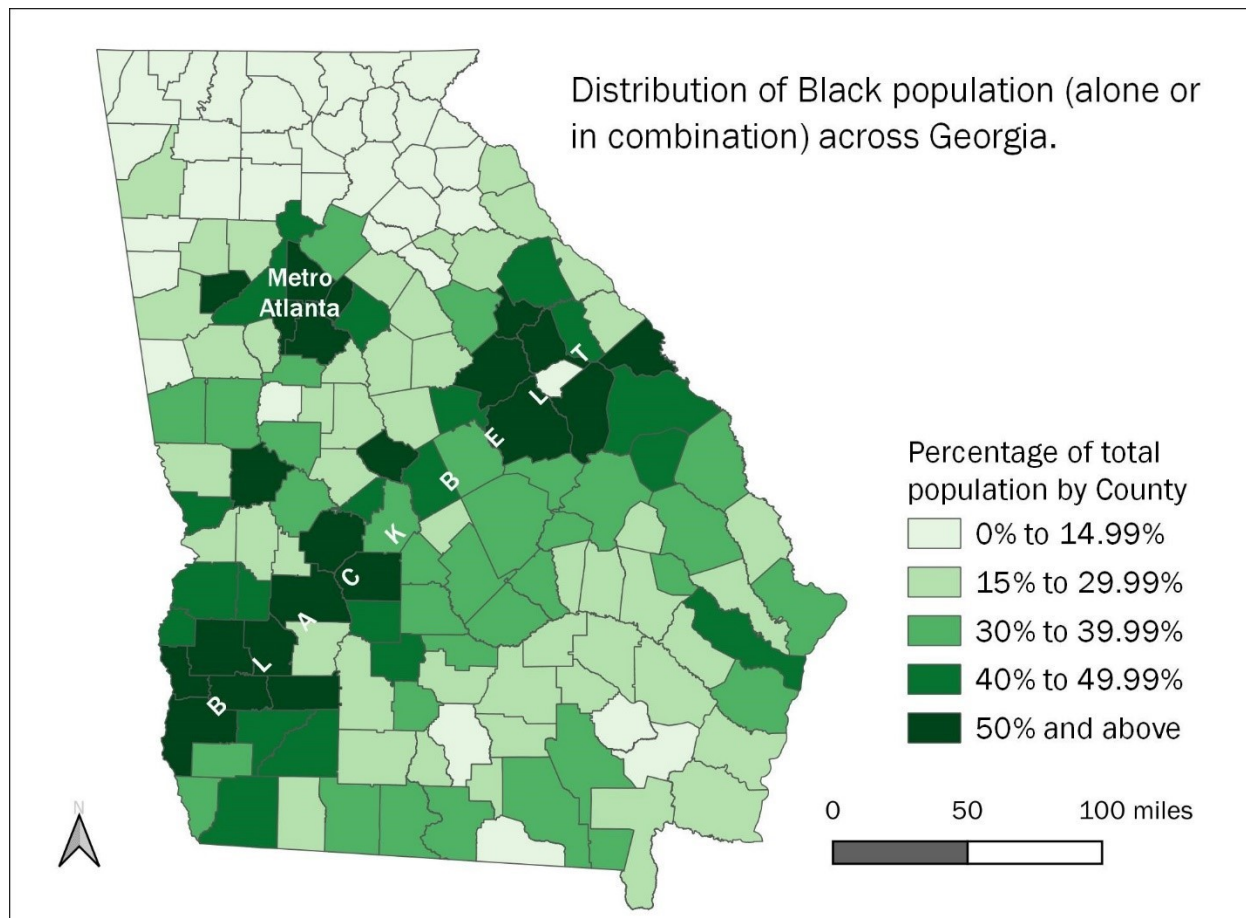 Distribution of Black population (alone or
in combination) across Georgia.
Metro
Atlanta
BLACK BELT
Percentage of total
population by County
0% to 14.99%
15% to 29.99%
30% to 39.99%
40% to 49.99%
50% and above
N
0 50 100 miles